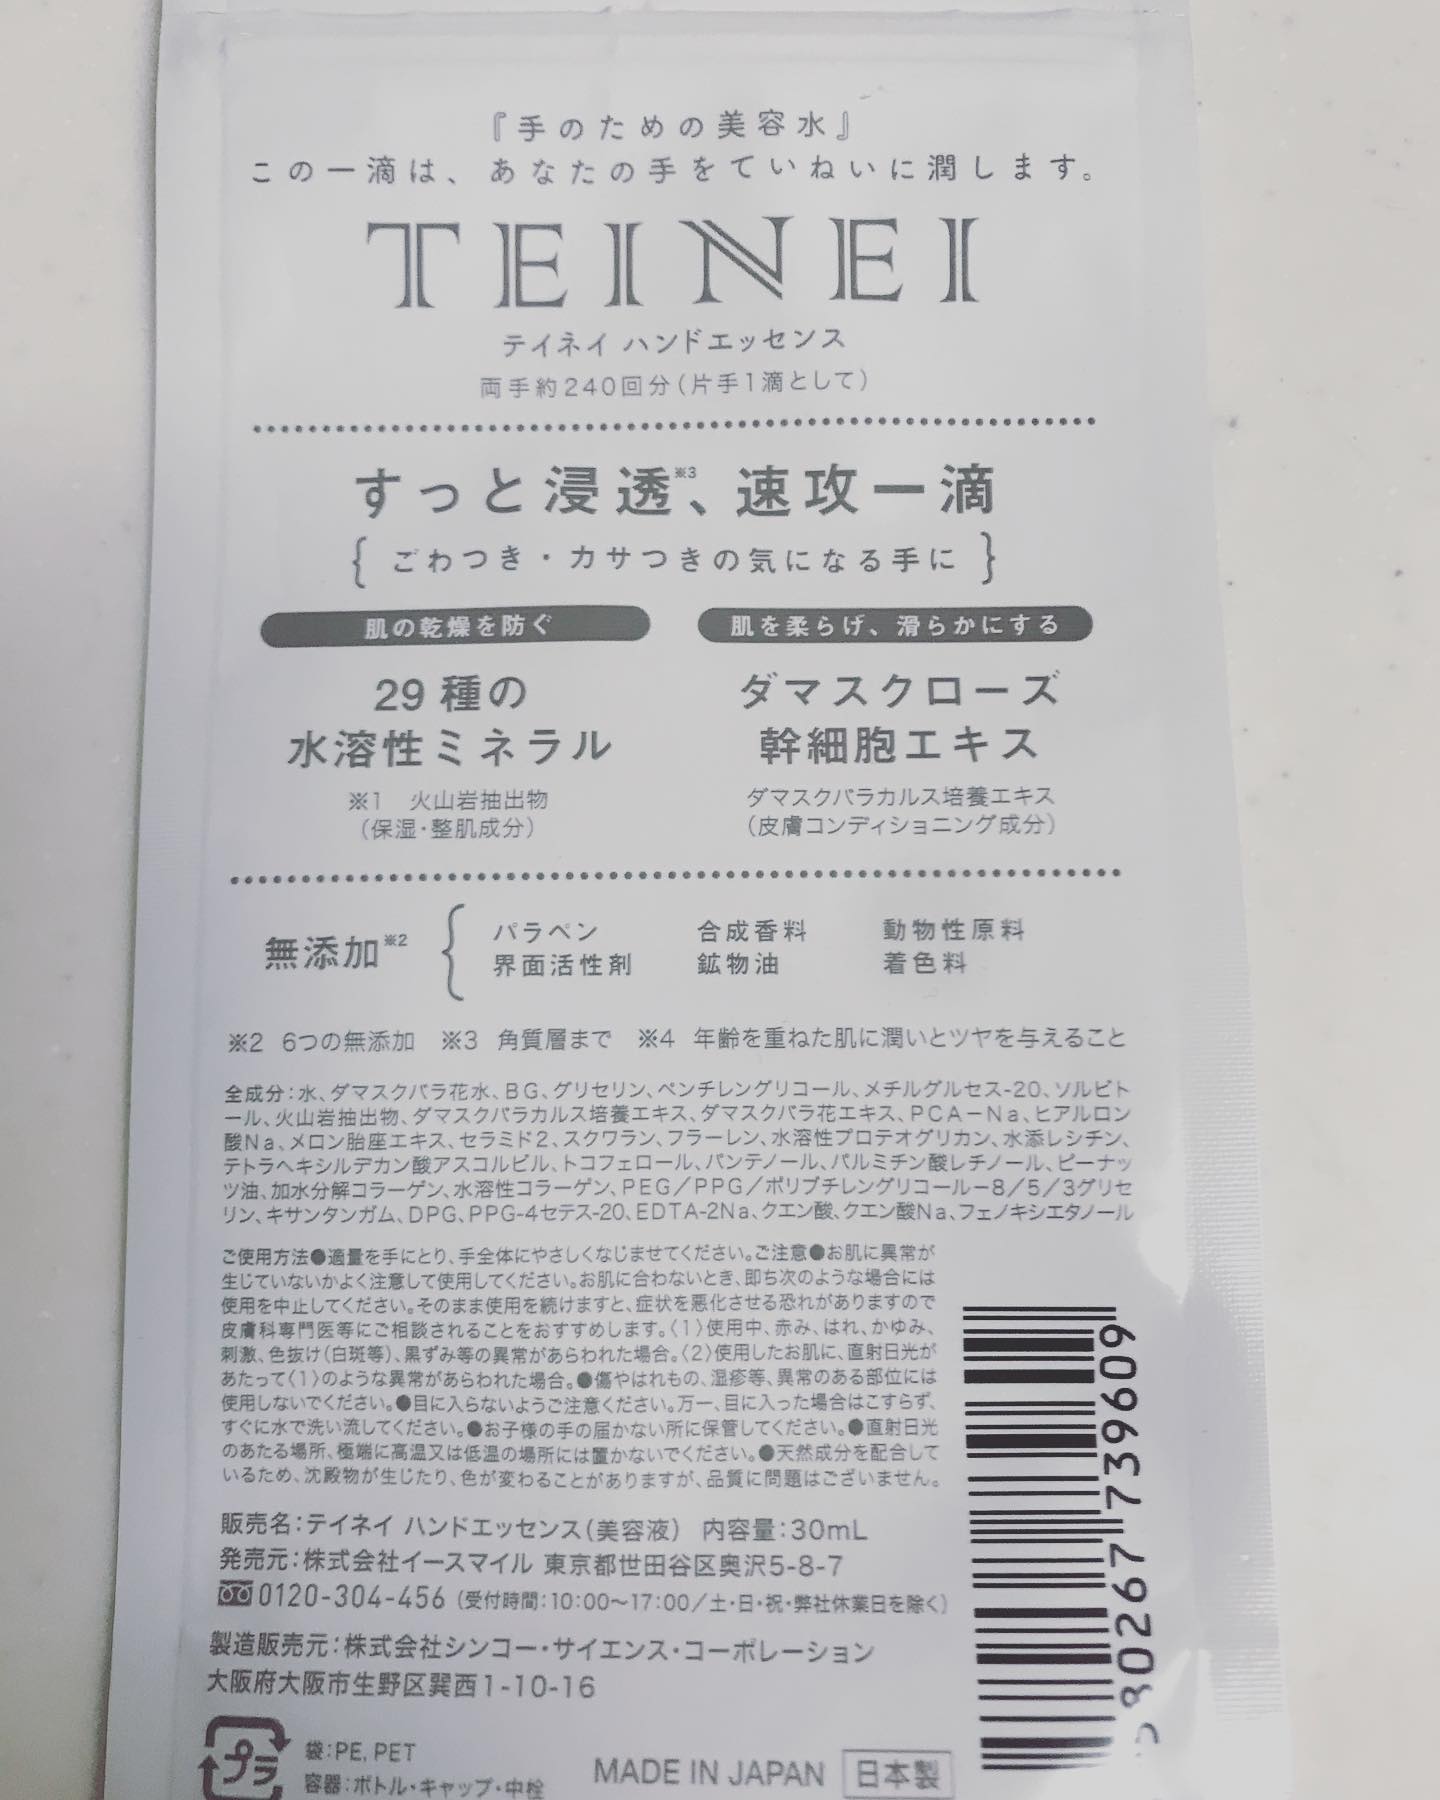 『手のための美容水』
この一滴は、あなたの手をていねいに潤します。
TEINEI
テイネイ ハンドエッセンス
両手約240回分(片手1滴として)
すっと浸透※3、速攻一滴
{ ごわつき・カサつきの気になる手に }
肌の乾燥を防ぐ
29種の
水溶性ミネラル
※1 火山岩抽出物
(保湿・整肌成分)
肌を柔らげ、滑らかにする
ダマスクローズ
幹細胞エキス
ダマスクバラカルス培養エキス
(皮膚コンディショニング成分)
無添加※2
パラベン 合成香料 動物性原料
界面活性剤 鉱物油 着色料
※2 6つの無添加 ※3 角質層まで ※4 年齢を重ねた肌に潤いとツヤを与えること
全成分:水、ダマスクバラ花水、BG、グリセリン、ペンチレングリコール、メチルグルセス-20、ソルビト
ール、火山岩抽出物、ダマスクバラカルス培養エキス、ダマスクバラ花エキス、PCA-Na、ヒアルロン
酸Na、メロン胎座エキス、セラミド2、スクワラン、フラーレン、水溶性プロテオグリカン、水添レシチン、
テトラヘキシルデカン酸アスコルビル、トコフェロール、パンテノール、パルミチン酸レチノール、ピーナッ
ツ油、加水分解コラーゲン、水溶性コラーゲン、PEG/PPG/ポリブチレングリコール-8/5/3グリセ
リン、キサンタンガム、DPG、PPG-4セテス-20、EDTA-2Na、クエン酸、クエン酸Na、フェノキシエタノール
ご使用方法●適量を手にとり、手全体にやさしくなじませてください。ご注意●お肌に異常が
生じていないかよく注意して使用してください。お肌に合わないとき、即ち次のような場合には
使用を中止してください。そのまま使用を続けますと、症状を悪化させる恐れがありますので
皮膚科専門医等にご相談されることをおすすめします。〈1〉使用中、赤み、はれ、かゆみ、
刺激、色抜け(白斑等)、黒ずみ等の異常があらわれた場合。〈2〉使用したお肌に、直射日光が
あたって〈1〉のような異常があらわれた場合。●傷やはれもの、湿疹等、異常のある部位には
使用しないでください。●目に入らないようご注意ください。万一、目に入った場合はこすらず、
すぐに水で洗い流してください。●お子様の手の届かない所に保管してください。●直射日光
のあたる場所、極端に高温又は低温の場所には置かないでください。●天然成分を配合して
いるため、沈殿物が生じたり、色が変わることがありますが、品質に問題はございません。
販売名:テイネイ ハンドエッセンス(美容液) 内容量:30mL
発売元:株式会社イースマイル 東京都世田谷区奥沢5-8-7
0120-304-456 (受付時間:10:00〜17:00/土・日・祝・弊社休業日を除く)
製造販売元:株式会社シンコー・サイエンス・コーポレーション
大阪府大阪市生野区巽西1-10-16
プラ
袋:PE, PET
容器:ボトル・キャップ・中栓
MADE IN JAPAN 日本製
80267739609